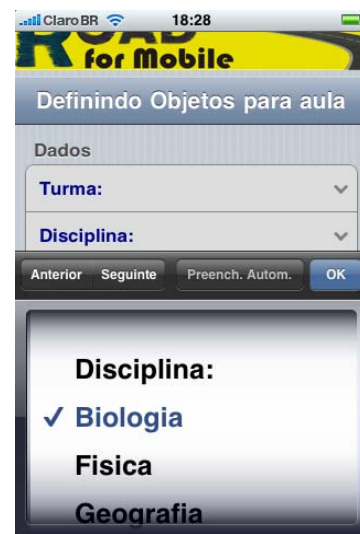 Claro BR 18:28
ROAD
for Mobile
Definindo Objetos para aula
Dados
Turma:
Disciplina:
Anterior Seguinte Preench. Autom. OK
Disciplina:
✓ Biologia
Fisica
Geografia